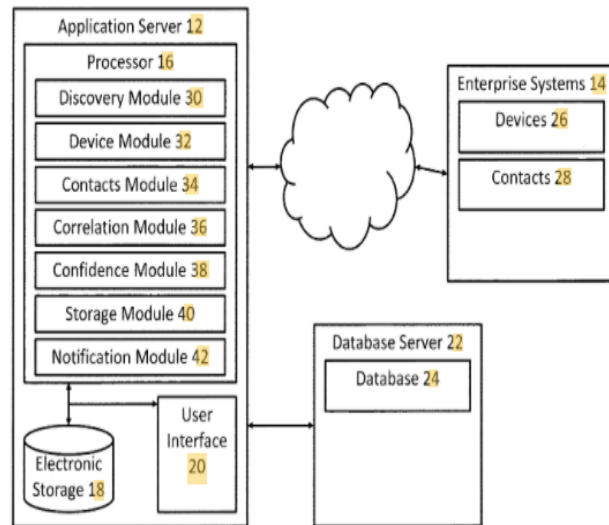 Application Server 12
Processor 16
Discovery Module 30
Device Module 32
Contacts Module 34
Correlation Module 36
Confidence Module 38
Storage Module 40
Notification Module 42
Electronic
Storage 18
User
Interface
20
Enterprise Systems 14
Devices 26
Contacts 28
Database Server 22
Database 24